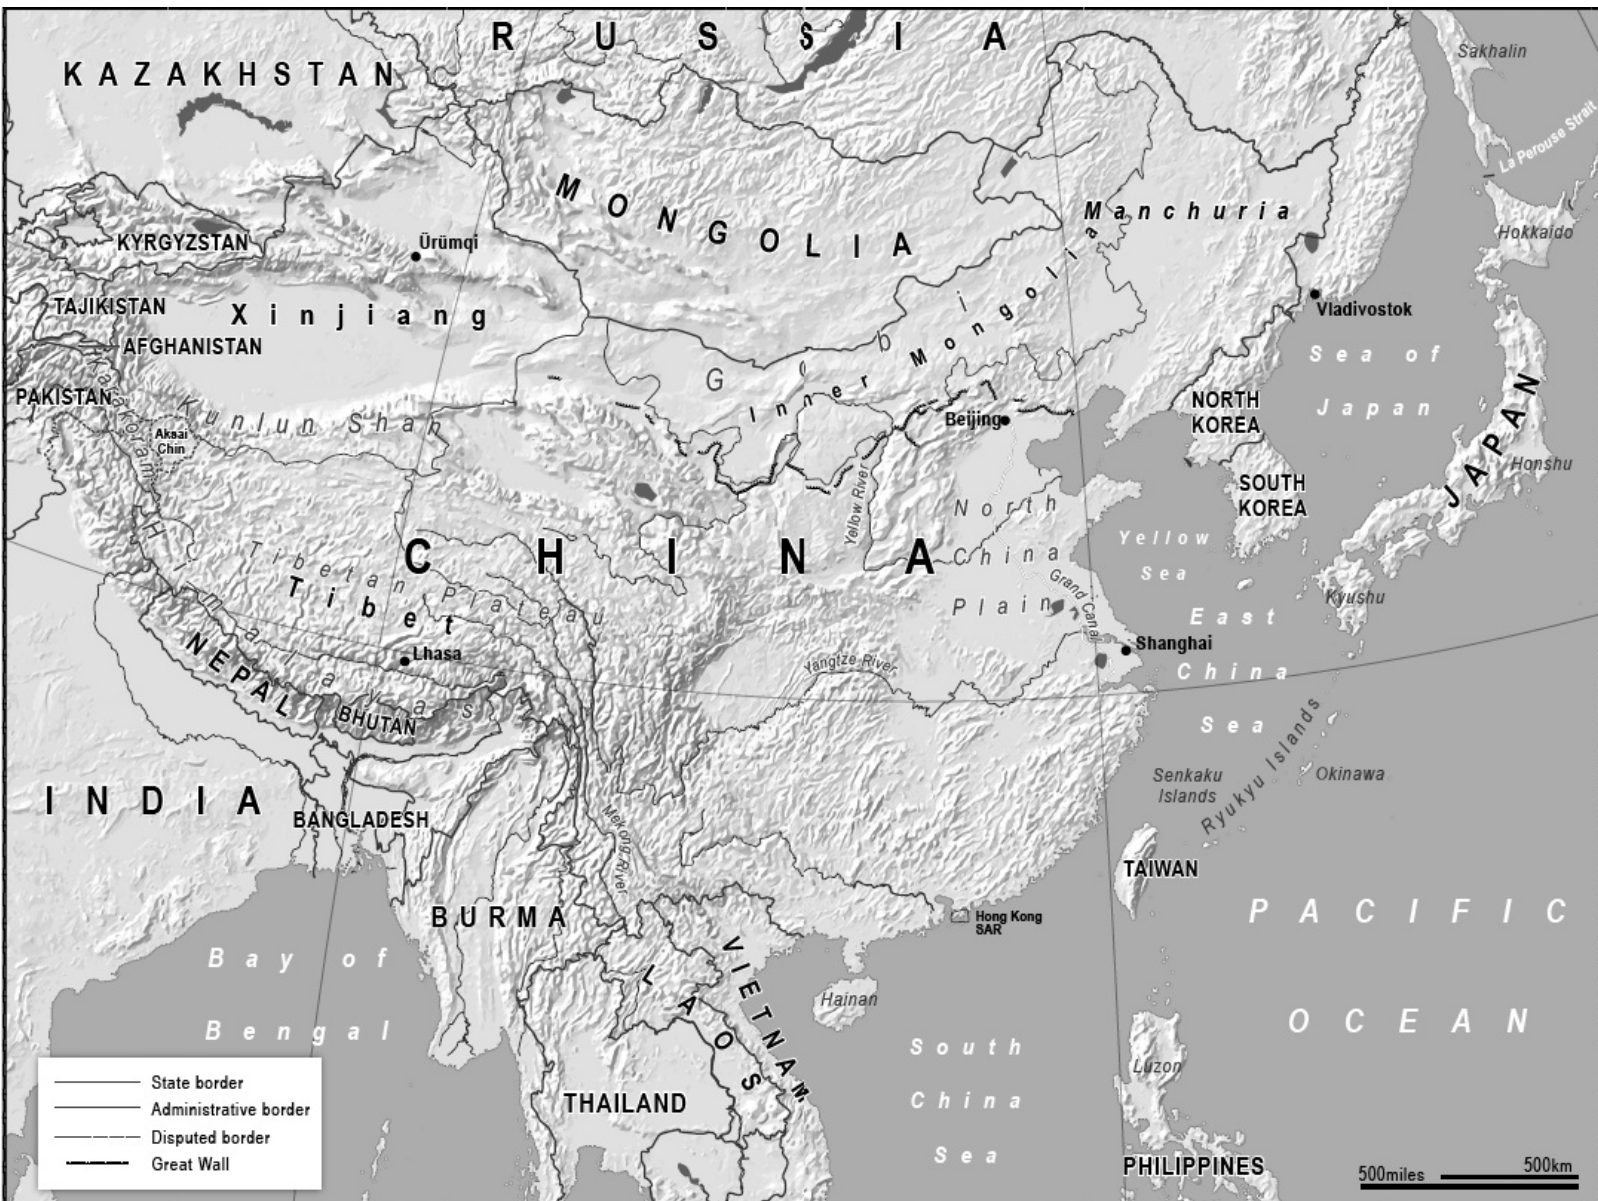 RUSSIA
KAZAKHSTAN
Sakhalin
La Perouse Strait
MONGOLIA
Manchuria
Hokkaido
KYRGYZSTAN
Ürümqi
TAJIKISTAN
Xinjiang
Vladivostok
AFGHANISTAN
Sea of
Japan
Gobi
Inner Mongolia
PAKISTAN
Karakoram
Kunlun Shan
Aksai
Chin
Beijing
NORTH
KOREA
JAPAN
Honshu
SOUTH
KOREA
Yellow River
North
China
Plain
Yellow
Sea
CHINA
Tibetan Plateau
Tibet
Himalayas
Grand Canal
Kyushu
East
China
Sea
Lhasa
Shanghai
NEPAL
Yangtze River
BHUTAN
Senkaku
Islands
Ryukyu Islands
Okinawa
INDIA
BANGLADESH
Mekong River
TAIWAN
BURMA
Hong Kong
SAR
PACIFIC
OCEAN
Bay of
Bengal
VIETNAM
LAOS
Hainan
South
China
Sea
Luzon
THAILAND
PHILIPPINES
State border
Administrative border
Disputed border
Great Wall
500miles
500km